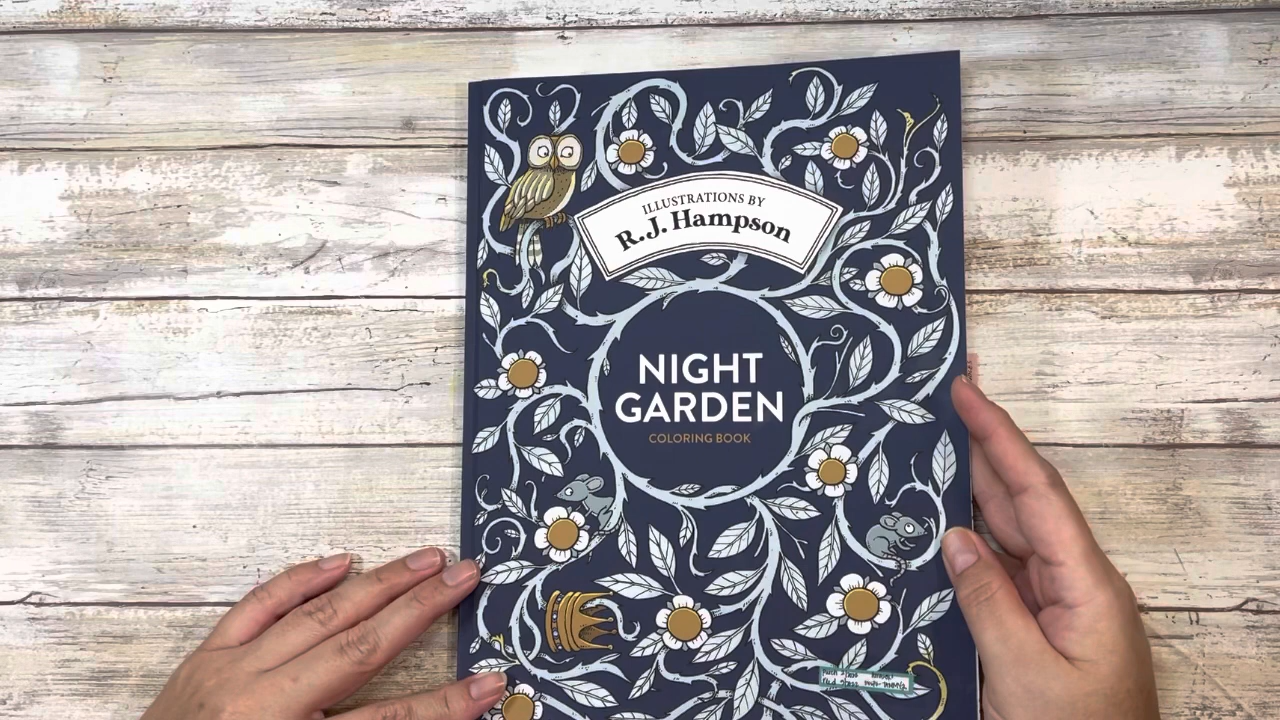 ILLUSTRATIONS BY
R.J. Hampson
NIGHT
GARDEN
COLORING BOOK